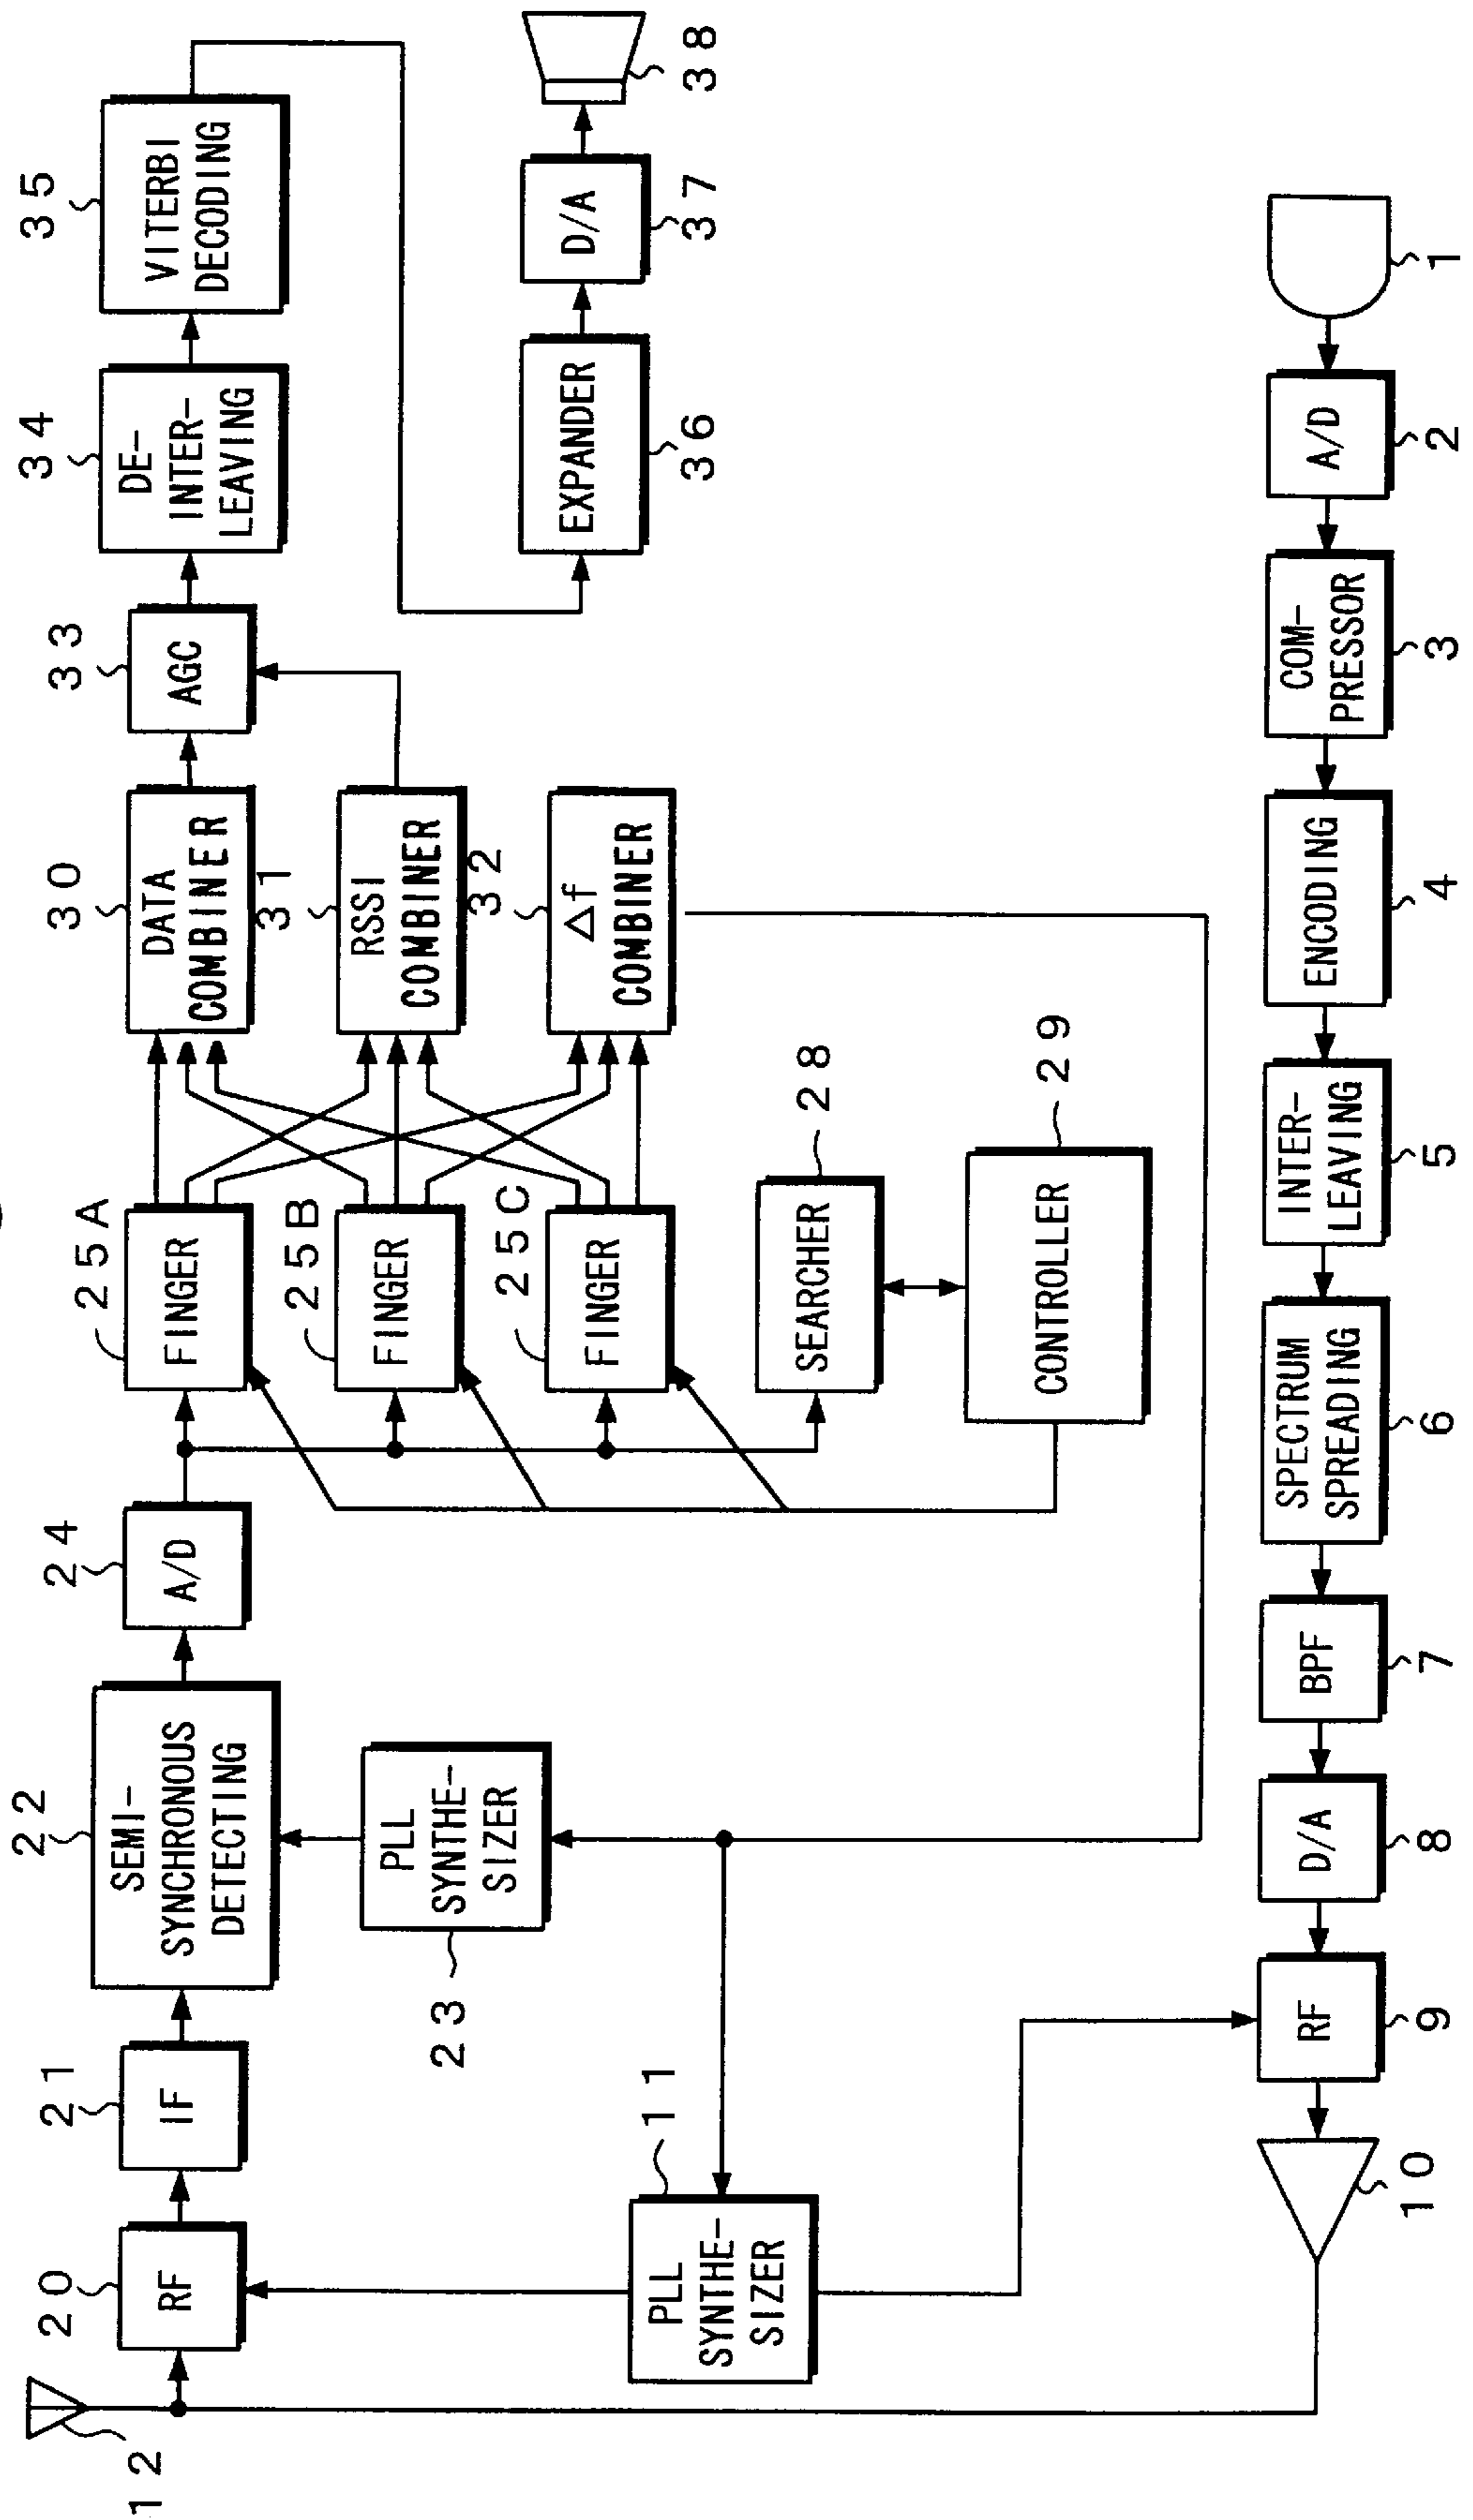 12
20
RF
21
IF
22
SEMI-
SYNCHRONOUS
DETECTING
24
A/D
25A
FINGER
30
DATA
COMBINER
33
AGC
34
DE-
INTER-
LEAVING
35
VITERBI
DECODING
23
PLL
SYNTHE-
SIZER
25B
FINGER
31
RSSI
COMBINER
25C
FINGER
32
Δf
COMBINER
EXPANDER
36
D/A
37
38
11
PLL
SYNTHE-
SIZER
SEARCHER
28
CONTROLLER
29
10
RF
9
D/A
8
BPF
7
SPECTRUM
SPREADING
6
INTER-
LEAVING
5
ENCODING
4
COM-
PRESSOR
3
A/D
2
1